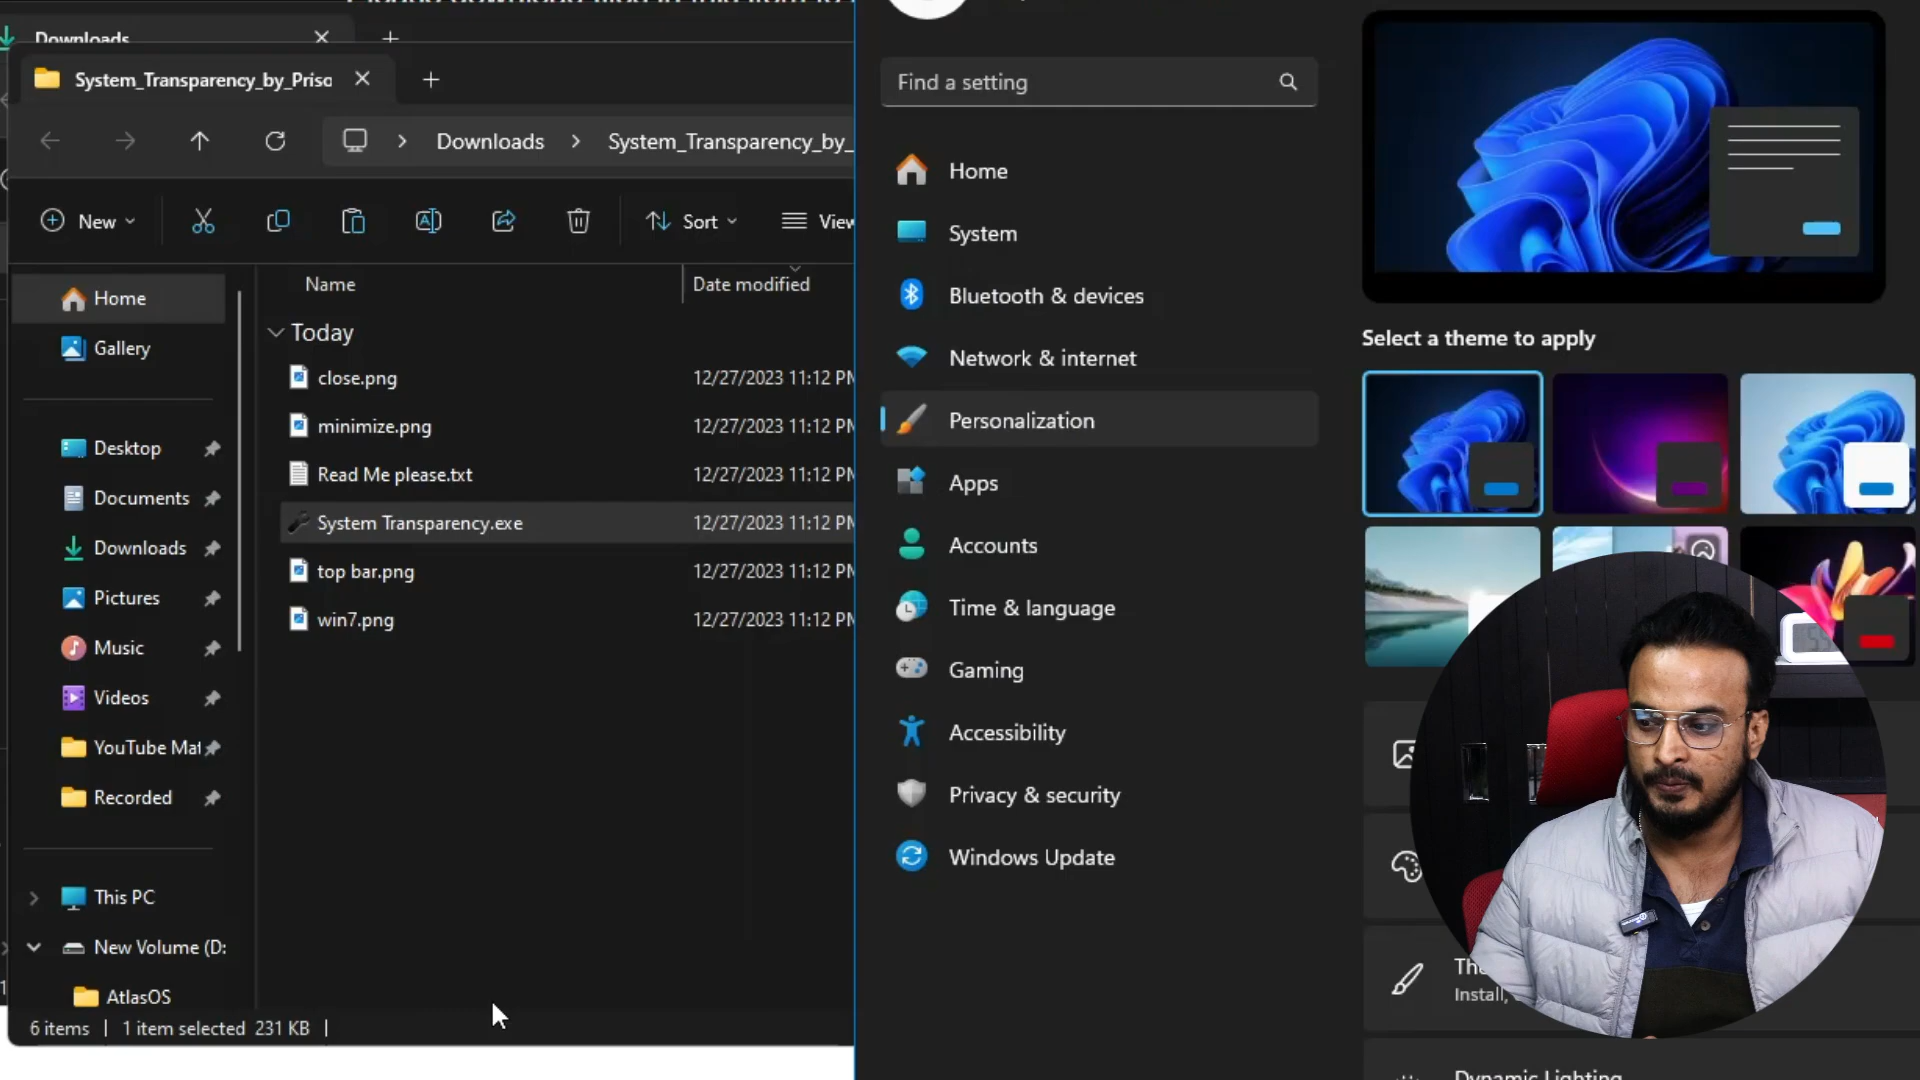 Downloads
System_Transparency_by_Priso
Downloads
System_Transparency_by_
New
Sort
View
Name
Date modified
Home
Gallery
Desktop
Documents
Downloads
Pictures
Music
Videos
YouTube Mat
Recorded
This PC
New Volume (D:
AtlasOS
Today
close.png 12/27/2023 11:12 PM
minimize.png 12/27/2023 11:12 PM
Read Me please.txt 12/27/2023 11:12 PM
System Transparency.exe 12/27/2023 11:12 PM
top bar.png 12/27/2023 11:12 PM
win7.png 12/27/2023 11:12 PM
6 items | 1 item selected 231 KB |
Find a setting
Home
System
Bluetooth & devices
Network & internet
Personalization
Apps
Accounts
Time & language
Gaming
Accessibility
Privacy & security
Windows Update
Select a theme to apply
Install,
Dynamic Lighting